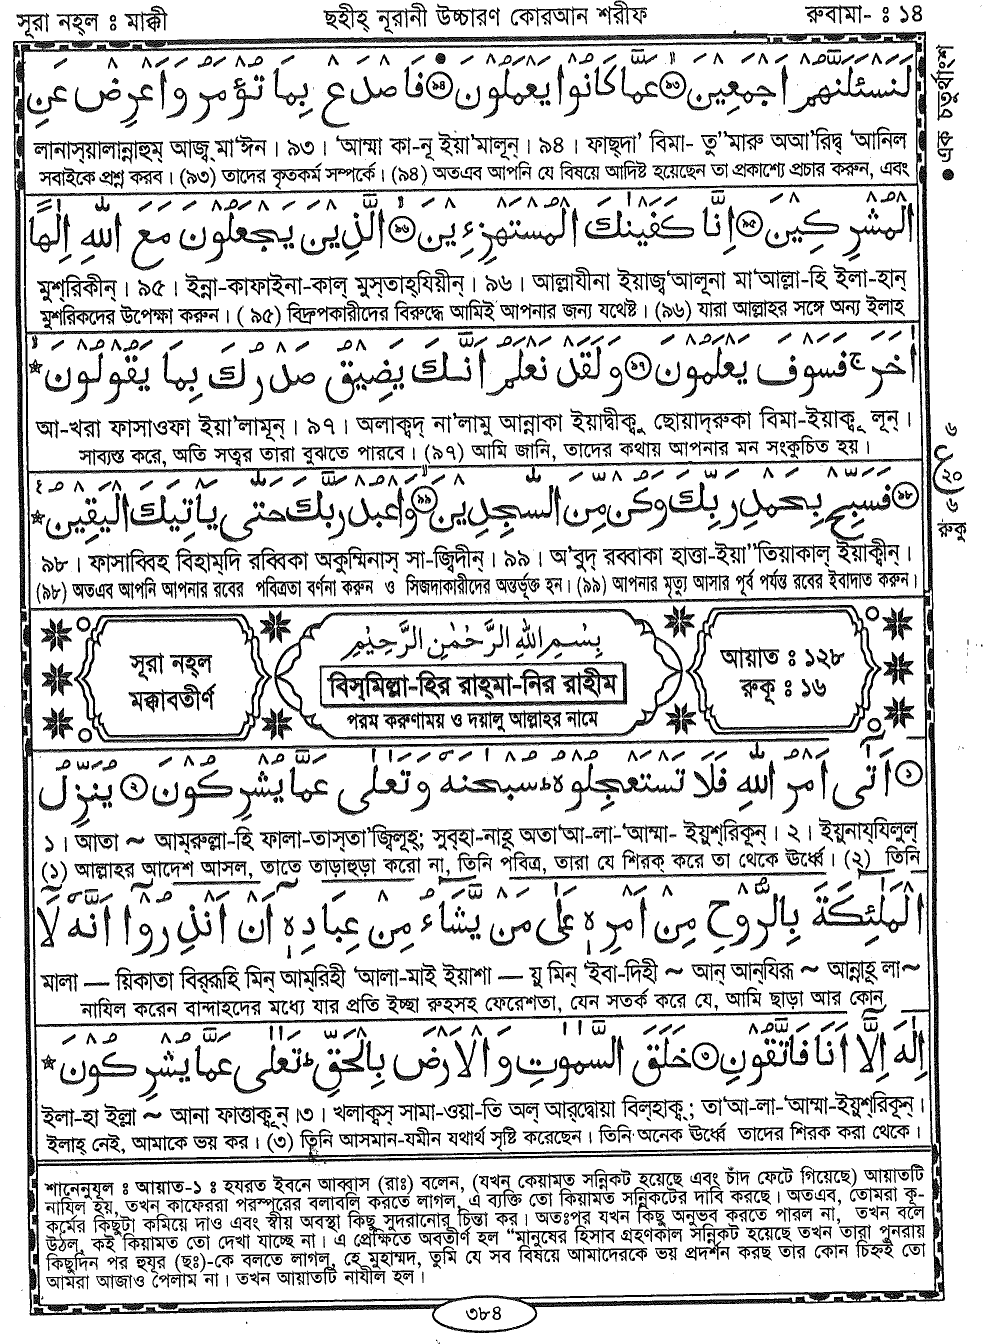 সূরা নহল ঃ মাক্কী
ছহীহ্ নূরানী উচ্চারণ কোরআন শরীফ
রুবামা- ঃ ১৪
لَنَسْئَلَنَّهُمْ اَجْمَعِيْنَ ﴿٩٣﴾ عَمَّا كَانُوْا يَعْمَلُوْنَ ﴿٩٤﴾ فَاصْدَعْ بِمَا تُؤْمَرُ وَاَعْرِضْ عَنِ
লানাস্য়ালান্নাহুম্ আজ্ব্মা'ঈন। ৯৩। 'আম্মা কা-নূ ইয়া'মালূন্। ৯৪। ফাছ্দা' বিমা- তু''মারু অআ'রিদ্ব্ 'আনিল
সবাইকে প্রশ্ন করব। (৯৩) তাদের কৃতকর্ম সম্পর্কে। (৯৪) অতএব আপনি যে বিষয়ে আদিষ্ট হয়েছেন তা প্রকাশ্যে প্রচার করুন, এবং
● এক চতুর্থাংশ
الْمُشْرِكِيْنَ ﴿٩٥﴾ اِنَّا كَفَيْنٰكَ الْمُسْتَهْزِءِيْنَ ﴿٩٦﴾ الَّذِيْنَ يَجْعَلُوْنَ مَعَ اللّٰهِ اِلٰهًا
মুশ্রিকীন্। ৯৫। ইন্না-কাফাইনা-কাল্ মুস্তাহ্যিয়ীন্। ৯৬। আল্লাযীনা ইয়াজ্ব'আলূনা মা'আল্লা-হি ইলা-হান্
মুশরিকদের উপেক্ষা করুন। (৯৫) বিদ্রূপকারীদের বিরুদ্ধে আমিই আপনার জন্য যথেষ্ট। (৯৬) যারা আল্লাহর সঙ্গে অন্য ইলাহ
اٰخَرَ ج فَسَوْفَ يَعْلَمُوْنَ ﴿٩٧﴾ وَلَقَدْ نَعْلَمُ اَنَّكَ يَضِيْقُ صَدْرُكَ بِمَا يَقُوْلُوْنَ *
আ-খরা ফাসাওফা ইয়া'লামূন্। ৯৭। অলাক্বদ্ না'লামু আন্নাকা ইয়াদ্বীক্বু ছোয়াদ্রুকা বিমা-ইয়াক্বূ লূন্।
সাব্যস্ত করে, অতি সত্বর তারা বুঝতে পারবে। (৯৭) আমি জানি, তাদের কথায় আপনার মন সংকুচিত হয়।
﴿٩٨﴾ فَسَبِّحْ بِحَمْدِ رَبِّكَ وَكُنْ مِّنَ السّٰجِدِيْنَ ﴿٩٩﴾ وَاعْبُدْ رَبَّكَ حَتّٰى يَاْتِيَكَ الْيَقِيْنُ *
৯৮। ফাসাব্বিহ বিহাম্দি রব্বিকা অকুম্মিনাস্ সা-জ্বিদীন্। ৯৯। অ'বুদ্ রব্বাকা হাত্তা-ইয়া''তিয়াকাল্ ইয়াক্বীন্।
(৯৮) অতএব আপনি আপনার রবের পবিত্রতা বর্ণনা করুন ও সিজদাকারীদের অন্তর্ভূক্ত হন। (৯৯) আপনার মৃত্যু আসার পূর্ব পর্যন্ত রবের ইবাদাত করুন।
৬
ع
২০
৬
রুকু
সূরা নহ্ল
মক্কাবতীর্ণ
بِسْمِ اللّٰهِ الرَّحْمٰنِ الرَّحِيْمِ
বিস্মিল্লা-হির রাহ্মা-নির রাহীম
পরম করুণাময় ও দয়ালু আল্লাহর নামে
আয়াত ঃ ১২৮
রুকূ ঃ ১৬
﴿١﴾ اَتٰٓى اَمْرُ اللّٰهِ فَلَا تَسْتَعْجِلُوْهُ ط سُبْحٰنَهٗ وَتَعٰلٰى عَمَّا يُشْرِكُوْنَ ﴿٢﴾ يُنَزِّلُ
১। আতা ~ আম্রুল্লা-হি ফালা-তাস্তা'জ্বিলূহ্; সুব্হা-নাহূ অতা'আ-লা-'আম্মা- ইয়ুশ্রিকূন্। ২। ইয়ুনায্যিলুল্
(১) আল্লাহর আদেশ আসল, তাতে তাড়াহুড়া করো না, তিনি পবিত্র, তারা যে শিরক্ করে তা থেকে ঊর্ধ্বে। (২) তিনি
الْمَلٰٓئِكَةَ بِالرُّوْحِ مِنْ اَمْرِهٖ عَلٰى مَنْ يَّشَآءُ مِنْ عِبَادِهٖٓ اَنْ اَنْذِرُوْٓا اَنَّهٗ لَآ
মালা — য়িকাতা বির্রূহি মিন্ আম্রিহী 'আলা-মাই ইয়াশা — য়ু মিন্ 'ইবা-দিহী ~ আন্ আন্যিরূ ~ আন্নাহূ লা~
নাযিল করেন বান্দাহদের মধ্যে যার প্রতি ইচ্ছা রুহসহ ফেরেশতা, যেন সতর্ক করে যে, আমি ছাড়া আর কোন
اِلٰهَ اِلَّآ اَنَا فَاتَّقُوْنِ ﴿٣﴾ خَلَقَ السَّمٰوٰتِ وَالْاَرْضَ بِالْحَقِّ ط تَعٰلٰى عَمَّا يُشْرِكُوْنَ *
ইলা-হা ইল্লা ~ আনা ফাত্তাক্বূন্।৩। খলাক্বস্ সামা-ওয়া-তি অল্ আর্দ্বোয়া বিল্হাক্ব্; তা'আ-লা-'আম্মা-ইয়ুশ্রিকূন্।
ইলাহ্ নেই, আমাকে ভয় কর। (৩) তিনি আসমান-যমীন যথার্থ সৃষ্টি করেছেন। তিনি অনেক ঊর্ধ্বে তাদের শিরক করা থেকে।
শানেনুযূল ঃ আয়াত-১ ঃ হযরত ইবনে আব্বাস (রাঃ) বলেন, (যখন কেয়ামত সন্নিকট হয়েছে এবং চাঁদ ফেটে গিয়েছে) আয়াতটি
নাযিল হয়, তখন কাফেররা পরস্পরের বলাবলি করতে লাগল, এ ব্যক্তি তো কিয়ামত সন্নিকটের দাবি করছে। অতএব, তোমরা কু-
কর্মের কিছুটা কমিয়ে দাও এবং স্বীয় অবস্থা কিছু সুদরানোর চিন্তা কর। অতঃপর যখন কিছু অনুভব করতে পারল না, তখন বলে
উঠল, কই কিয়ামত তো দেখা যাচ্ছে না। এ প্রেক্ষিতে অবতীর্ণ হল “মানুষের হিসাব গ্রহণকাল সন্নিকট হয়েছে তখন তারা পুনরায়
কিছুদিন পর হুযুর (ছঃ)-কে বলতে লাগল, হে মুহাম্মদ, তুমি যে সব বিষয়ে আমাদেরকে ভয় প্রদর্শন করছ তার কোন চিহ্নই তো
আমরা আজাও পেলাম না। তখন আয়াতটি নাযীল হল।
৩৮৪